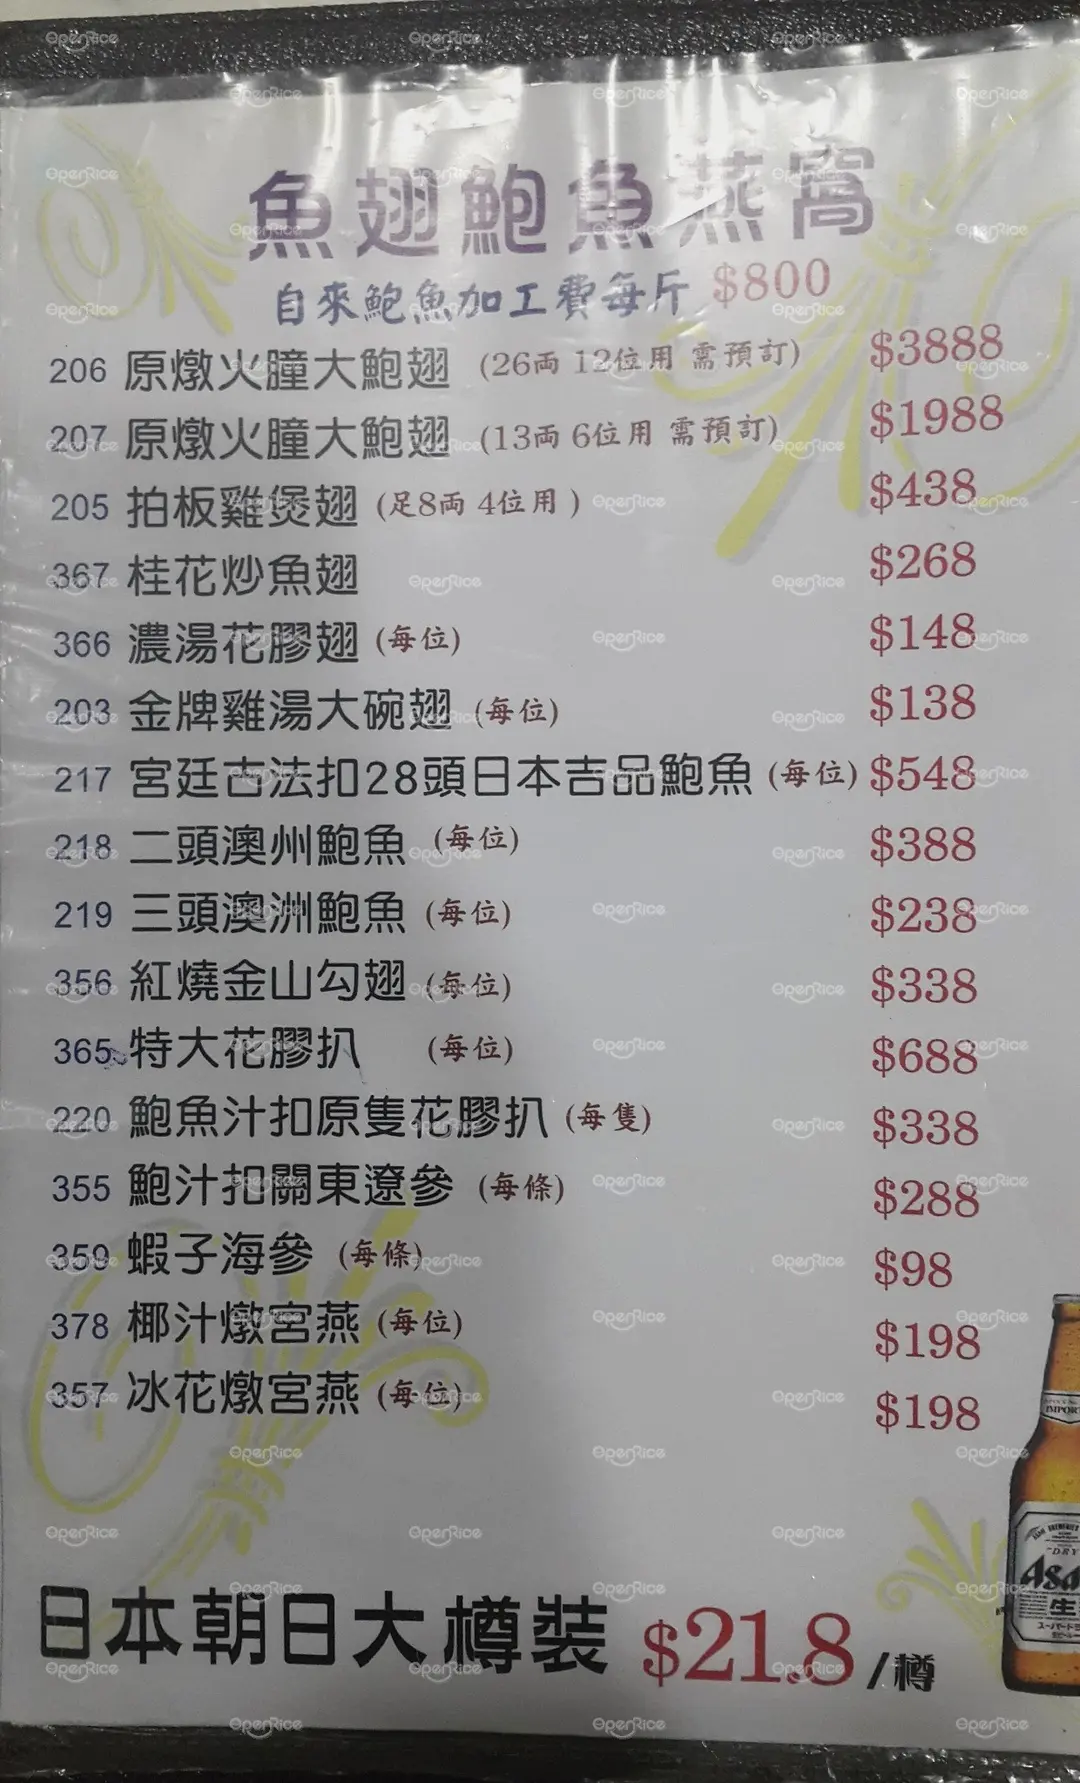 魚翅鮑魚燕窩
自來鮑魚加工費每斤 $800
206 原燉火朣大鮑翅 (26両 12位用 需預訂) $3888
207 原燉火朣大鮑翅 (13両 6位用 需預訂) $1988
205 拍板雞煲翅 (足8両 4位用 ) $438
367 桂花炒魚翅 $268
366 濃湯花膠翅 (每位) $148
203 金牌雞湯大碗翅 (每位) $138
217 宮廷古法扣28頭日本吉品鮑魚 (每位) $548
218 二頭澳州鮑魚 (每位) $388
219 三頭澳洲鮑魚 (每位) $238
356 紅燒金山勾翅 (每位) $338
365 特大花膠扒 (每位) $688
220 鮑魚汁扣原隻花膠扒 (每隻) $338
355 鮑汁扣關東遼參 (每條) $288
359 蝦子海參 (每條) $98
378 椰汁燉宮燕 (每位) $198
357 冰花燉宮燕 (每位) $198
日本朝日大樽裝 $21.8 /樽
IMPOR
DRY
Asa
生
OpenRice